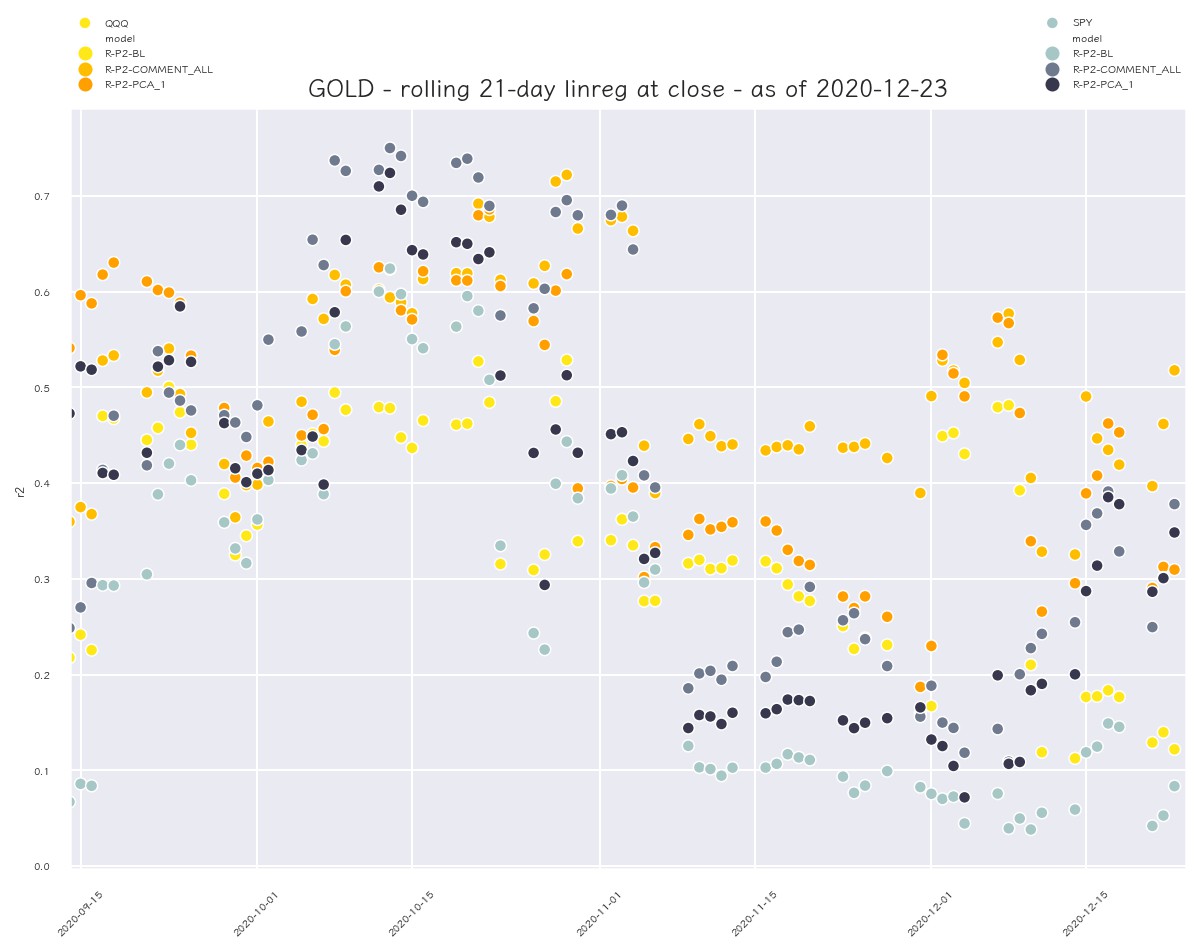 QQQ
model
R-P2-BL
R-P2-COMMENT_ALL
R-P2-PCA_1
SPY
model
R-P2-BL
R-P2-COMMENT_ALL
R-P2-PCA_1
GOLD - rolling 21-day linreg at close - as of 2020-12-23
r2
0.7
0.6
0.5
0.4
0.3
0.2
0.1
0.0
2020-09-15
2020-10-01
2020-10-15
2020-11-01
2020-11-15
2020-12-01
2020-12-15